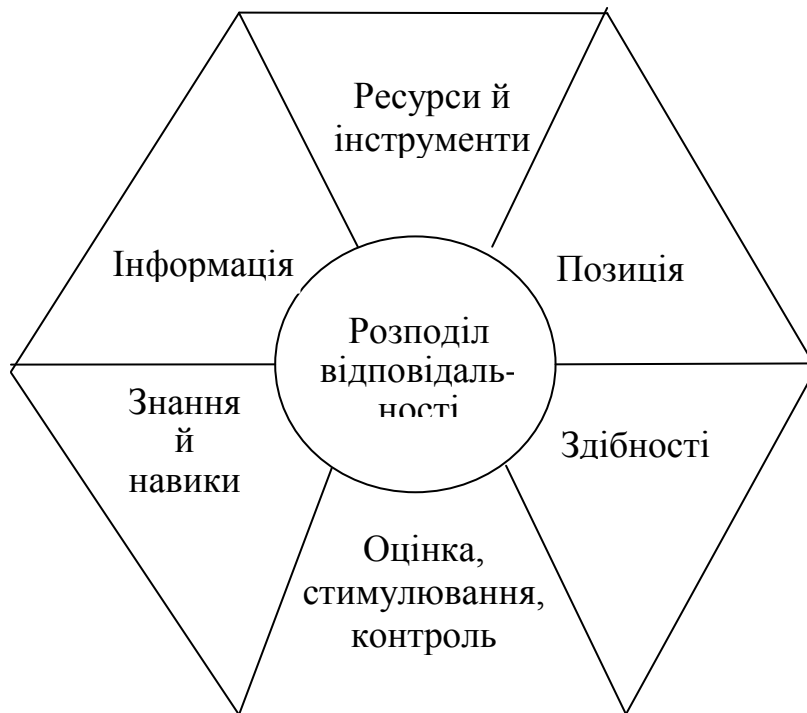 Ресурси й
інструменти
Інформація
Позиція
Розподіл
відповідаль-
ності
Знання
й
навики
Здібності
Оцінка,
стимулювання,
контроль